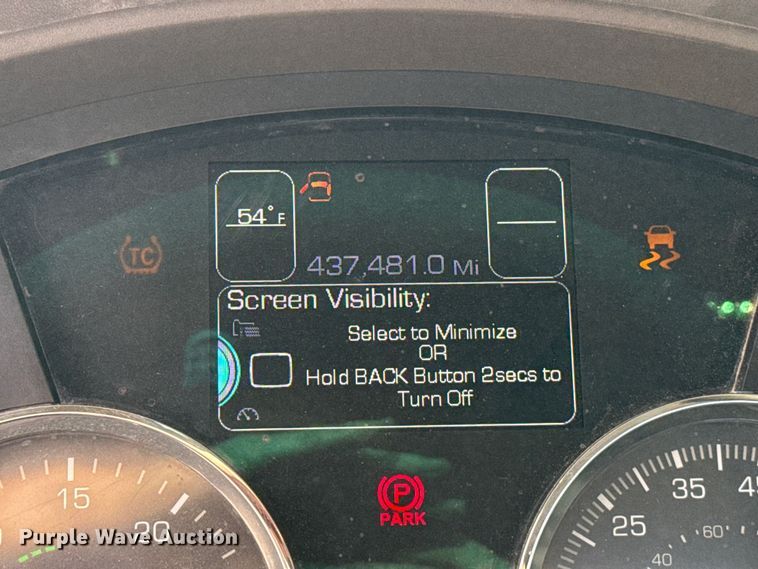 54° F
437,481.0 Mi
TC
Screen Visibility:
Select to Minimize
OR
Hold BACK Button 2secs to
Turn Off
P
PARK
15
20
25
35
45
40
60
Purple Wave Auction